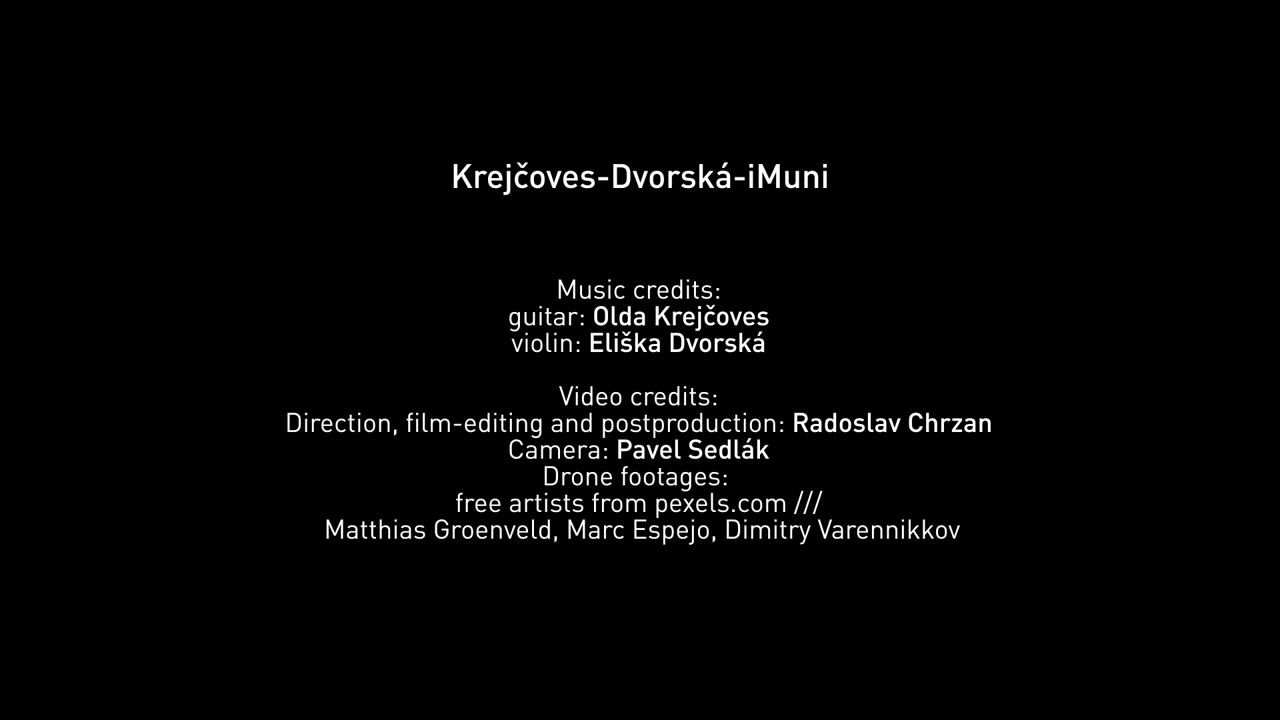 Krejčoves-Dvorská-iMuni
Music credits:
guitar: Olda Krejčoves
violin: Eliška Dvorská
Video credits:
Direction, film-editing and postproduction: Radoslav Chrzan
Camera: Pavel Sedlák
Drone footages:
free artists from pexels.com ///
Matthias Groenveld, Marc Espejo, Dimitry Varennikkov